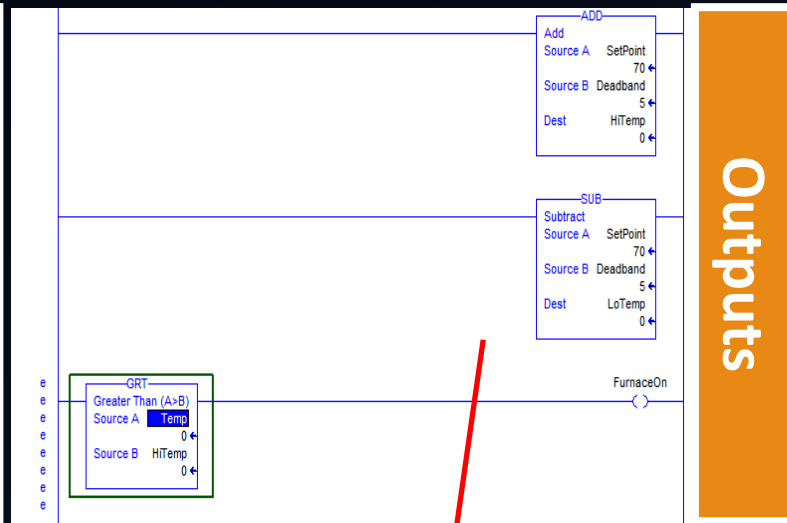 ADD
Add
Source A SetPoint
70
Source B Deadband
5
Dest HiTemp
0
SUB
Subtract
Source A SetPoint
70
Source B Deadband
5
Dest LoTemp
0
e
e
e
e
e
e
e
e
GRT
Greater Than (A>B)
Source A Temp
0
Source B HiTemp
0
FurnaceOn
Outputs